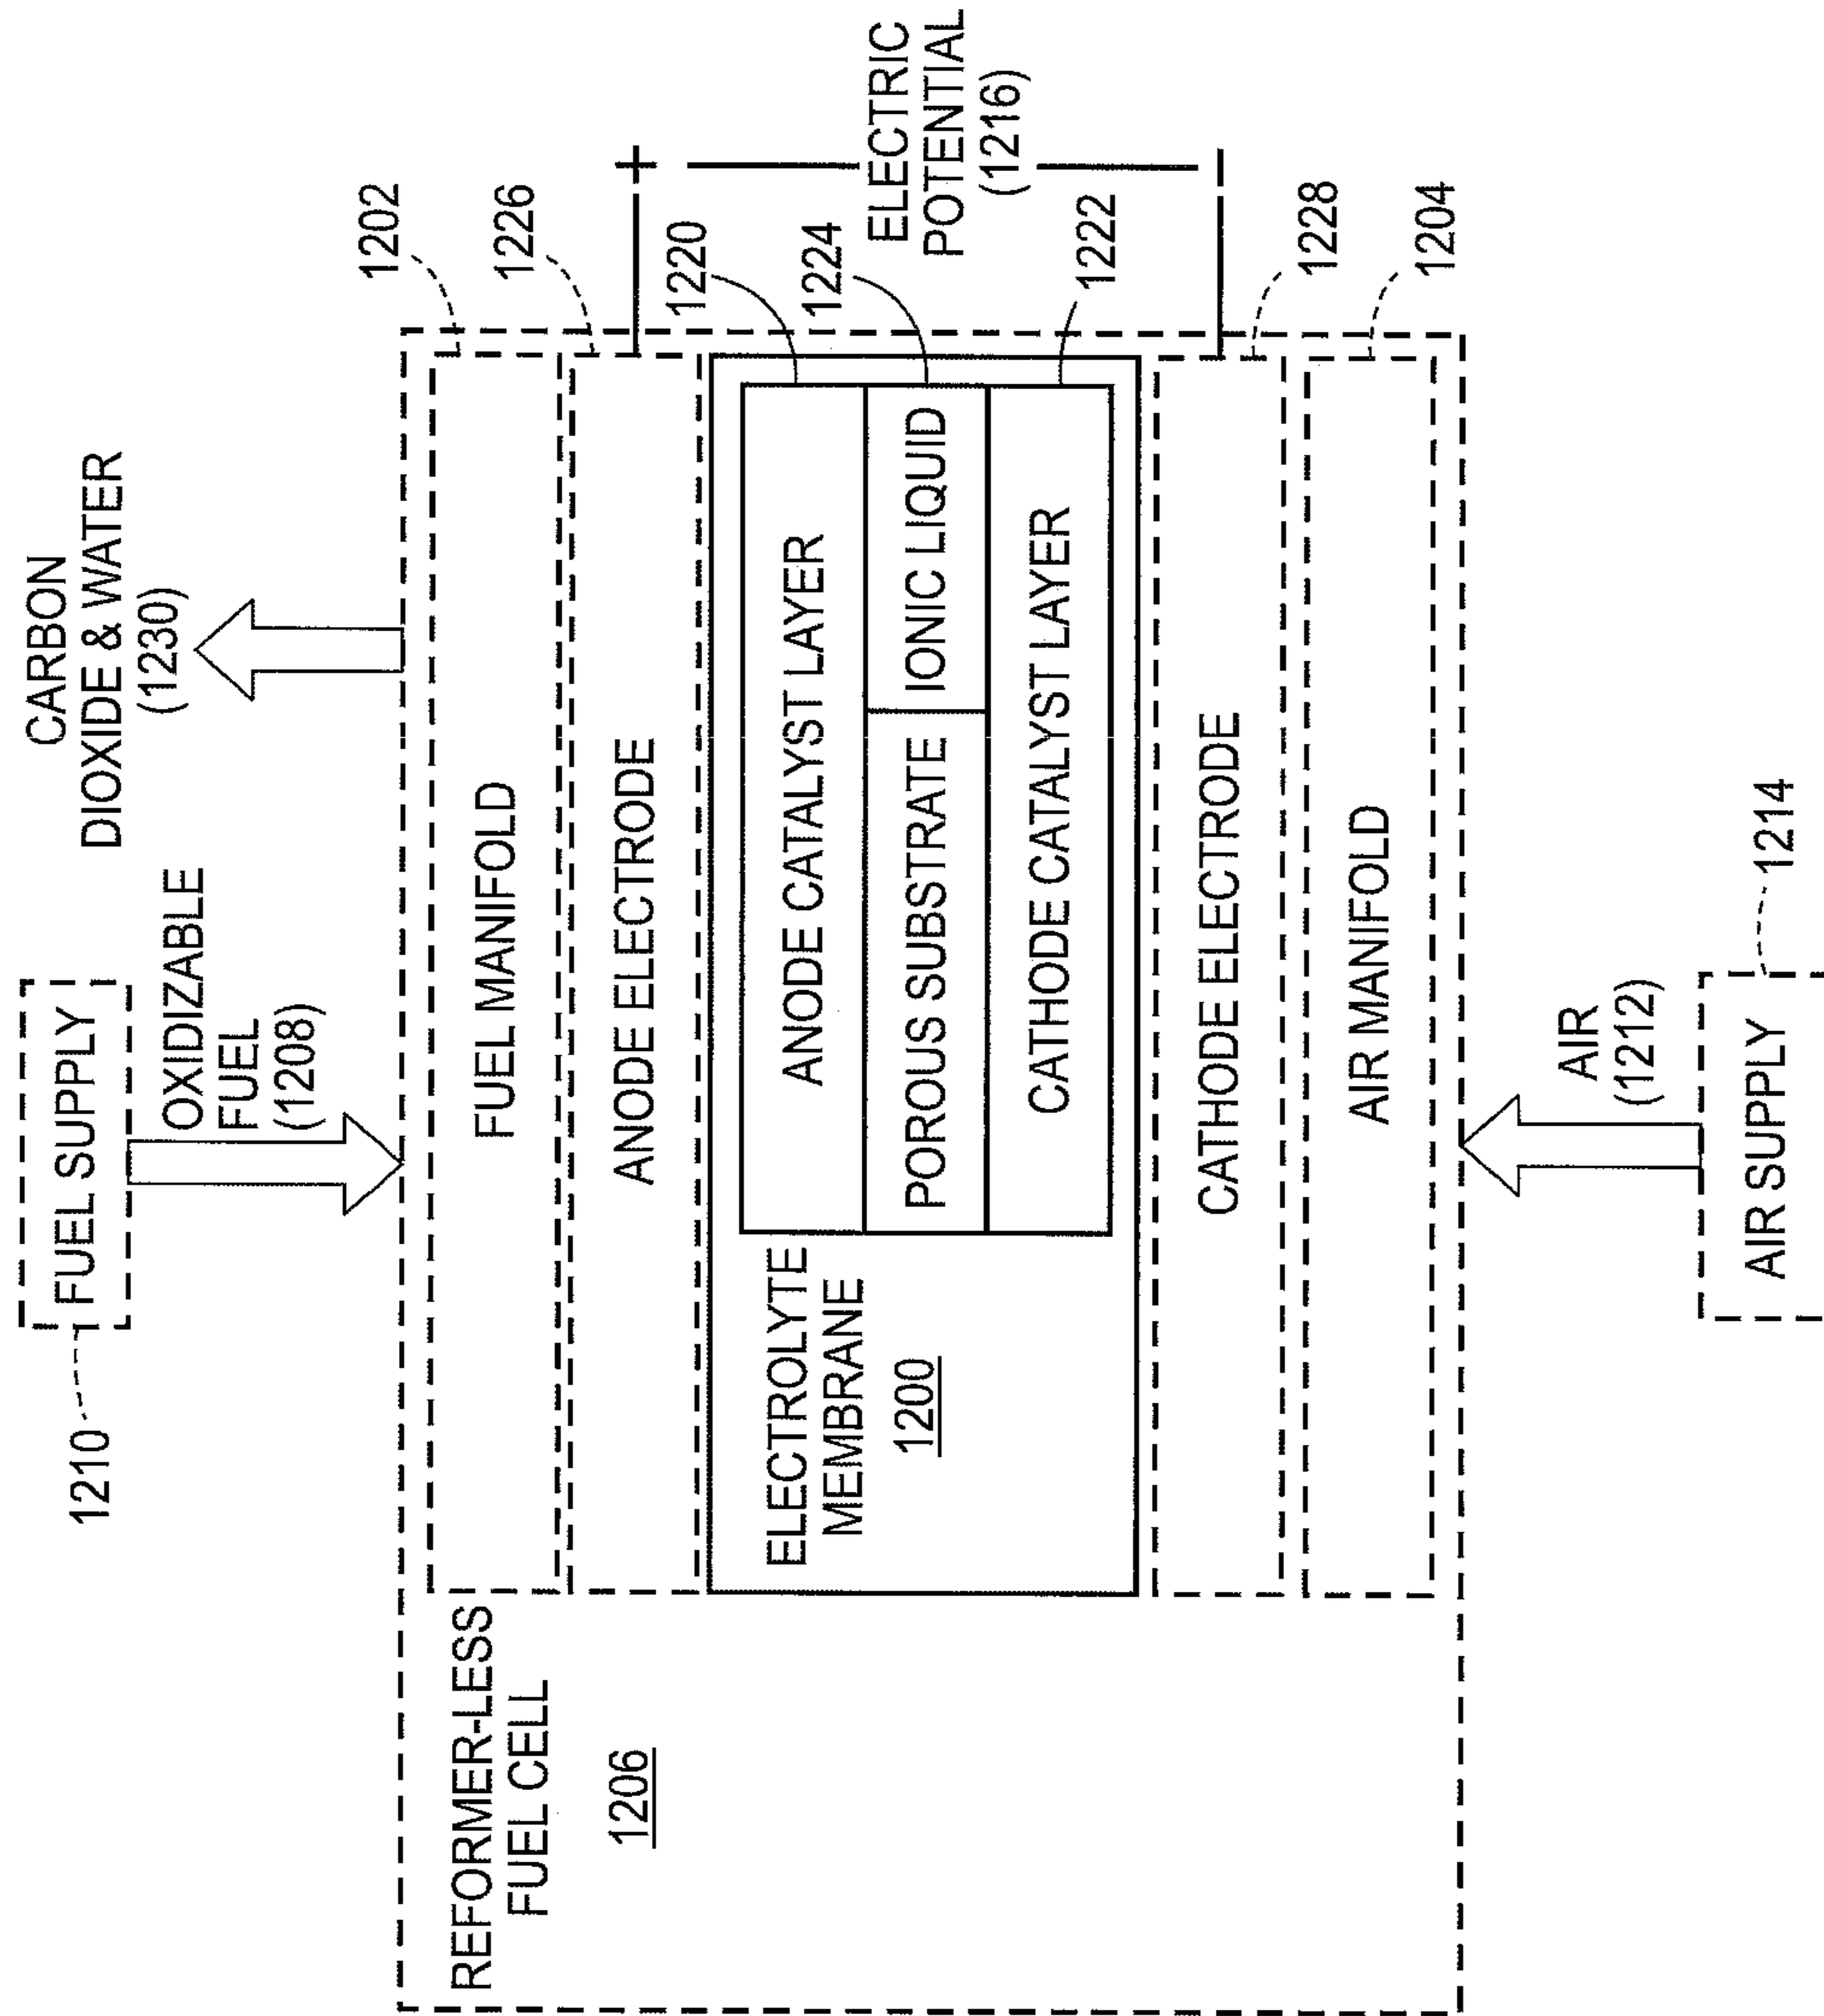 1210
FUEL SUPPLY
OXIDIZABLE
FUEL
(1208)
CARBON
DIOXIDE & WATER
(1230)
REFORMER-LESS
FUEL CELL
1206
FUEL MANIFOLD
1202
ANODE ELECTRODE
1226
ELECTROLYTE
MEMBRANE
1200
ANODE CATALYST LAYER
1220
POROUS SUBSTRATE
IONIC LIQUID
1224
CATHODE CATALYST LAYER
1222
+
ELECTRIC
POTENTIAL
(1216)
CATHODE ELECTRODE
1228
AIR MANIFOLD
1204
AIR
(1212)
AIR SUPPLY
1214